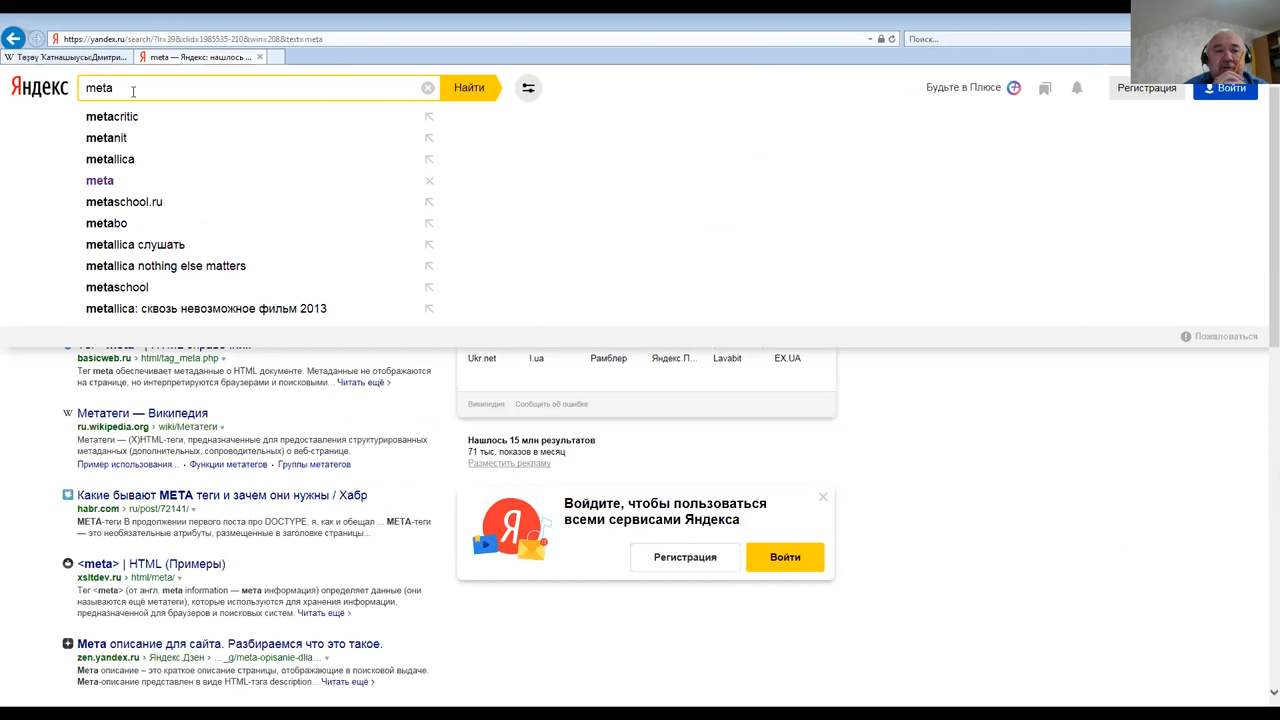 https://yandex.ru/search/?lr=39&clid=1985535-210&win=208&text=meta
Поиск...
Төрәү Ҡатнашыусы:Дмитри...
meta — Яндекс: нашлось ...
Яндекс
meta
Найти
Будьте в Плюсе
Регистрация
Войти
metacritic
metanit
metallica
meta
metaschool.ru
metabo
metallica слушать
metallica nothing else matters
metaschool
metallica: сквозь невозможное фильм 2013
Пожаловаться
basicweb.ru › html/tag_meta.php
Тег meta обеспечивает метаданные о HTML документе. Метаданные не отображаются
на странице, но интерпретируются браузерами и поисковыми... Читать ещё >
W Метатеги — Википедия
ru.wikipedia.org › wiki/Метатеги
Метатеги — (X)HTML-теги, предназначенные для предоставления структурированных
метаданных (дополнительных, сопроводительных) о веб-странице.
Пример использования... · Функции метатегов · Группы метатегов
Какие бывают META теги и зачем они нужны / Хабр
habr.com › ru/post/72141/
META-теги В продолжении первого поста про DOCTYPE, я, как и обещал ... META-теги
— это необязательные атрибуты, размещенные в заголовке страницы...
<meta> | HTML (Примеры)
xsltdev.ru › html/meta/
Тег <meta> (от англ. meta information — мета информация) определяет данные (они
называются ещё метатеги), которые используются для хранения информации,
предназначенной для браузеров и поисковых систем. Читать ещё >
Мета описание для сайта. Разбираемся что это такое.
zen.yandex.ru › Яндекс.Дзен › ..._g/meta-opisanie-dlia...
Мета описание – это краткое описание страницы, отображающие в поисковой выдаче.
Мета-описание представлен в виде HTML-тэга description... Читать ещё >
Ukr.net I.ua Рамблер Яндекс.П... Lavabit EX.UA
Википедия Сообщить об ошибке
Нашлось 15 млн результатов
71 тыс. показов в месяц
Разместить рекламу
Войдите, чтобы пользоваться
всеми сервисами Яндекса
Я
Регистрация
Войти